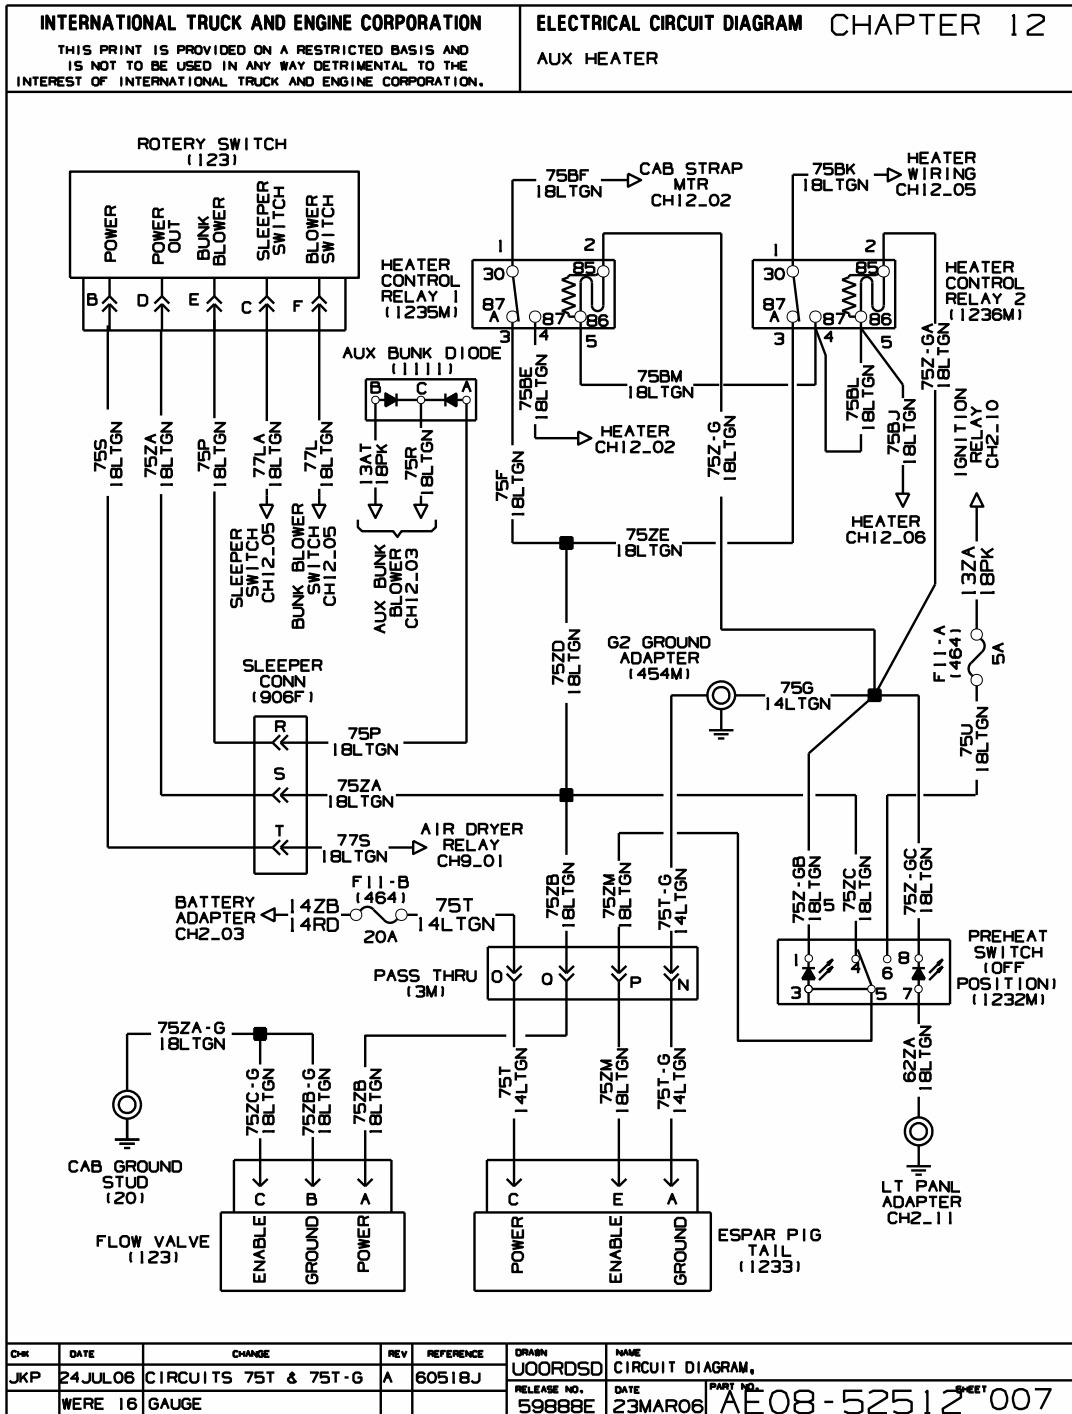 INTERNATIONAL TRUCK AND ENGINE CORPORATION
THIS PRINT IS PROVIDED ON A RESTRICTED BASIS AND
IS NOT TO BE USED IN ANY WAY DETRIMENTAL TO THE
INTEREST OF INTERNATIONAL TRUCK AND ENGINE CORPORATION.
ELECTRICAL CIRCUIT DIAGRAM CHAPTER 12
AUX HEATER
ROTERY SWITCH
(123)
POWER
POWER OUT
BUNK BLOWER
SLEEPER SWITCH
BLOWER SWITCH
B
D
E
C
F
75S
18LTGN
75ZA
18LTGN
75P
18LTGN
77LA
18LTGN
77L
18LTGN
SLEEPER
SWITCH
CH12_05
BUNK BLOWER
SWITCH
CH12_05
HEATER
CONTROL
RELAY 1
(1235M)
75BF
18LTGN
CAB STRAP
MTR
CH12_02
1
2
30
85
87
A
87
86
3
4
5
75BE
18LTGN
HEATER
CH12_02
75BM
18LTGN
75F
18LTGN
75Z-G
18LTGN
75BK
18LTGN
HEATER
WIRING
CH12_05
1
2
30
85
87
A
87
86
3
4
5
HEATER
CONTROL
RELAY 2
(1236M)
75BL
18LTGN
75BJ
18LTGN
HEATER
CH12_06
75Z-GA
18LTGN
IGNITION
RELAY
CH2_10
13ZA
18PK
F11-A
(464)
5A
75U
18LTGN
AUX BUNK DIODE
(1111)
B
C
A
13AT
18PK
75R
18LTGN
AUX BUNK
BLOWER
CH12_03
75ZE
18LTGN
75ZD
18LTGN
G2 GROUND
ADAPTER
(454M)
75G
14LTGN
SLEEPER
CONN
(906F)
R
S
T
75P
18LTGN
75ZA
18LTGN
77S
18LTGN
AIR DRYER
RELAY
CH9_01
BATTERY
ADAPTER
CH2_03
14ZB
14RD
F11-B
(464)
20A
75T
14LTGN
75ZB
18LTGN
75ZM
18LTGN
75T-G
14LTGN
75Z-GB
18LTGN
5
75ZC
18LTGN
75Z-GC
18LTGN
PASS THRU
(3M)
O
Q
P
N
1
4
6
8
3
5
7
PREHEAT
SWITCH
(OFF
POSITION)
(1232M)
62ZA
18LTGN
LT PANL
ADAPTER
CH2_11
75ZA-G
18LTGN
75ZC-G
18LTGN
75ZB-G
18LTGN
75ZB
18LTGN
75T
14LTGN
75ZM
18LTGN
75T-G
14LTGN
CAB GROUND
STUD
(20)
FLOW VALVE
(123)
C
B
A
ENABLE
GROUND
POWER
C
E
A
POWER
ENABLE
GROUND
ESPAR PIG
TAIL
(1233)
CHK DATE CHANGE REV REFERENCE
JKP 24JUL06 CIRCUITS 75T & 75T-G A 60518J
WERE 16 GAUGE
DRAWN
U00RDSD
NAME
CIRCUIT DIAGRAM,
RELEASE NO.
59888E
DATE
23MAR06
PART NO.
AE08-52512
SHEET
007